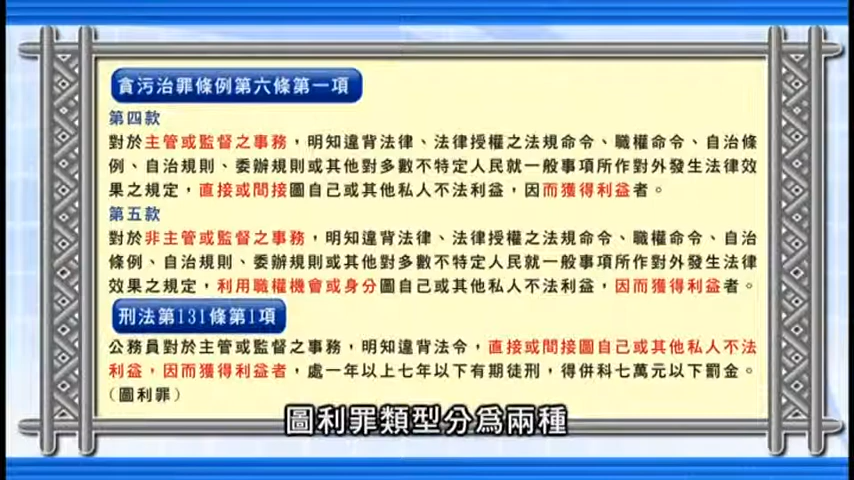 貪污治罪條例第六條第一項
第四款
對於主管或監督之事務，明知違背法律、法律授權之法規命令、職權命令、自治條
例、自治規則、委辦規則或其他對多數不特定人民就一般事項所作對外發生法律效
果之規定，直接或間接圖自己或其他私人不法利益，因而獲得利益者。
第五款
對於非主管或監督之事務，明知違背法律、法律授權之法規命令、職權命令、自治
條例、自治規則、委辦規則或其他對多數不特定人民就一般事項所作對外發生法律
效果之規定，利用職權機會或身分圖自己或其他私人不法利益，因而獲得利益者。
刑法第131條第1項
公務員對於主管或監督之事務，明知違背法令，直接或間接圖自己或其他私人不法
利益，因而獲得利益者，處一年以上七年以下有期徒刑，得併科七萬元以下罰金。
(圖利罪)
圖利罪類型分為兩種